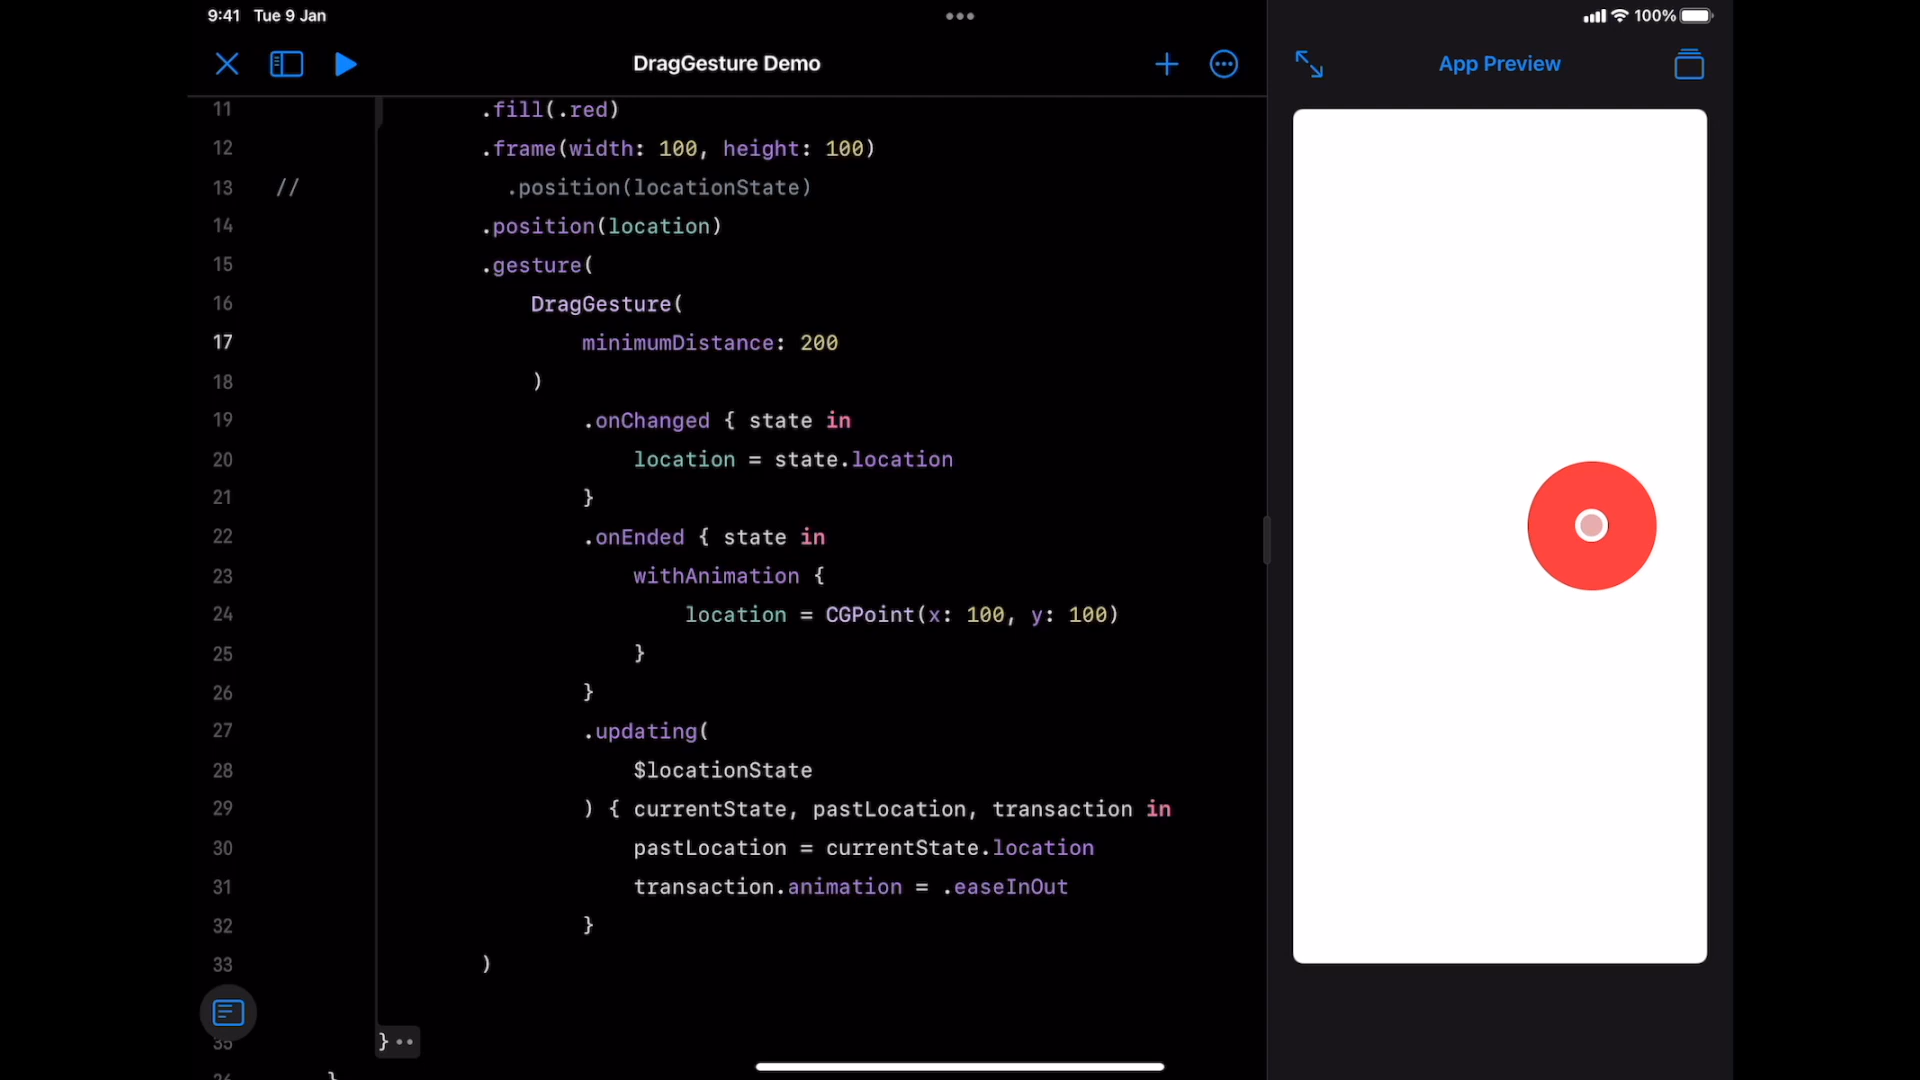 9:41 Tue 9 Jan
100%
DragGesture Demo
App Preview
11 .fill(.red)
12 .frame(width: 100, height: 100)
13 // .position(locationState)
14 .position(location)
15 .gesture(
16 DragGesture(
17 minimumDistance: 200
18 )
19 .onChanged { state in
20 location = state.location
21 }
22 .onEnded { state in
23 withAnimation {
24 location = CGPoint(x: 100, y: 100)
25 }
26 }
27 .updating(
28 $locationState
29 ) { currentState, pastLocation, transaction in
30 pastLocation = currentState.location
31 transaction.animation = .easeInOut
32 }
33 )
35 }